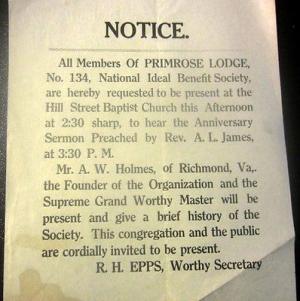 NOTICE.
All Members Of PRIMROSE LODGE,
No. 134, National Ideal Benefit Society,
are hereby requested to be present at the
Hill Street Baptist Church this Afternoon
at 2:30 sharp, to hear the Anniversary
Sermon Preached by Rev. A. L. James,
at 3:30 P. M.
Mr. A. W. Holmes, of Richmond, Va,.
the Founder of the Organization and the
Supreme Grand Worthy Master will be
present and give a brief history of the
Society. This congregation and the public
are cordially invited to be present.
R. H. EPPS, Worthy Secretary